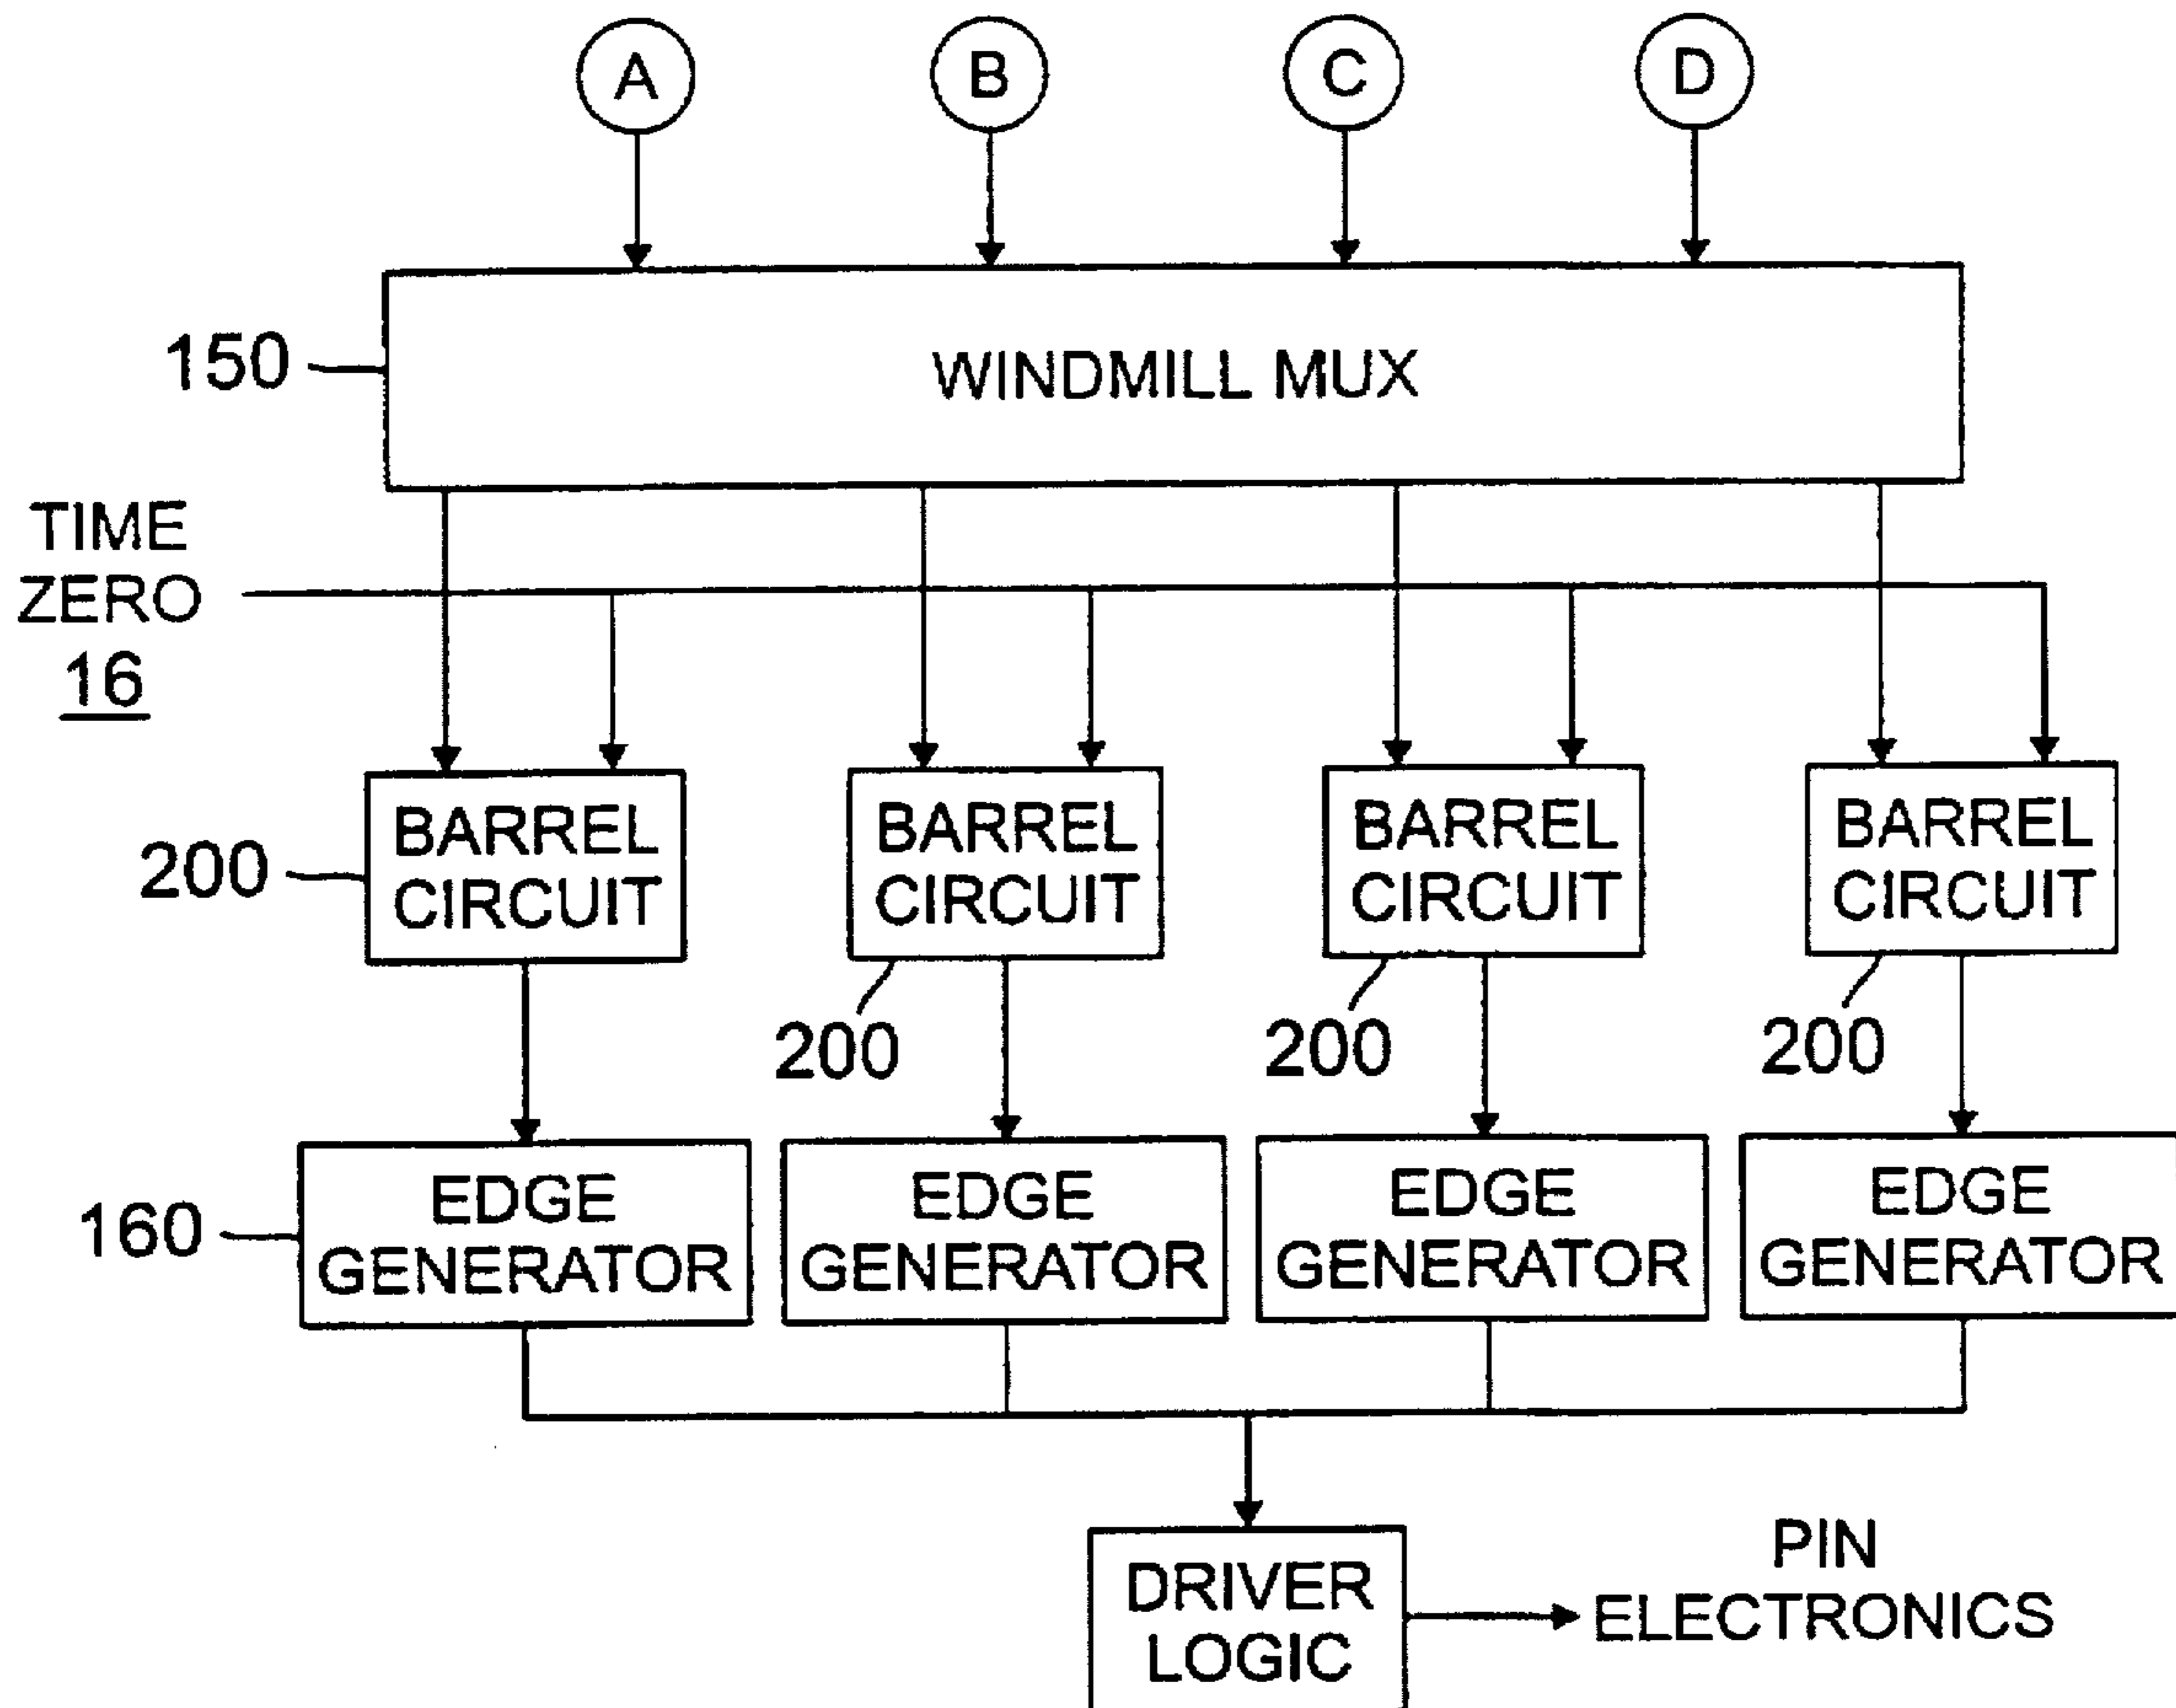 A B C D
150
WINDMILL MUX
TIME
ZERO
16
200
BARREL
CIRCUIT
BARREL
CIRCUIT
BARREL
CIRCUIT
BARREL
CIRCUIT
200
200
200
160
EDGE
GENERATOR
EDGE
GENERATOR
EDGE
GENERATOR
EDGE
GENERATOR
DRIVER
LOGIC
PIN
ELECTRONICS